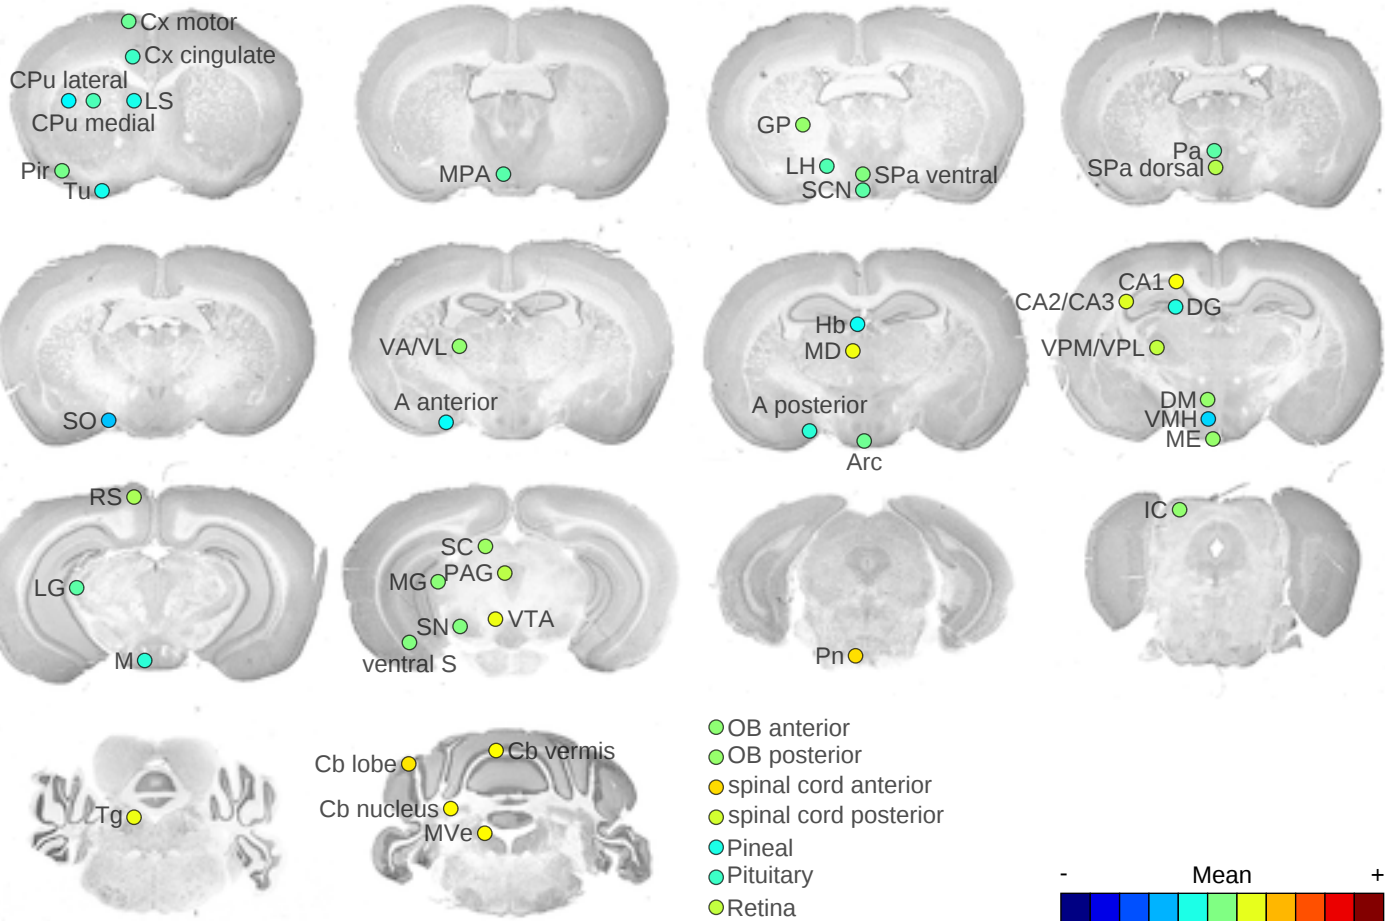 Cx motor
Cx cingulate
CPu lateral
LS
CPu medial
Pir
Tu
MPA
GP
LH
SPa ventral
SCN
Pa
SPa dorsal
SO
VA/VL
A anterior
Hb
MD
A posterior
Arc
CA1
CA2/CA3
DG
VPM/VPL
DM
VMH
ME
RS
LG
M
SC
PAG
MG
VTA
SN
ventral S
Pn
IC
Tg
Cb vermis
Cb lobe
Cb nucleus
MVe
OB anterior
OB posterior
spinal cord anterior
spinal cord posterior
Pineal
Pituitary
Retina
- Mean +